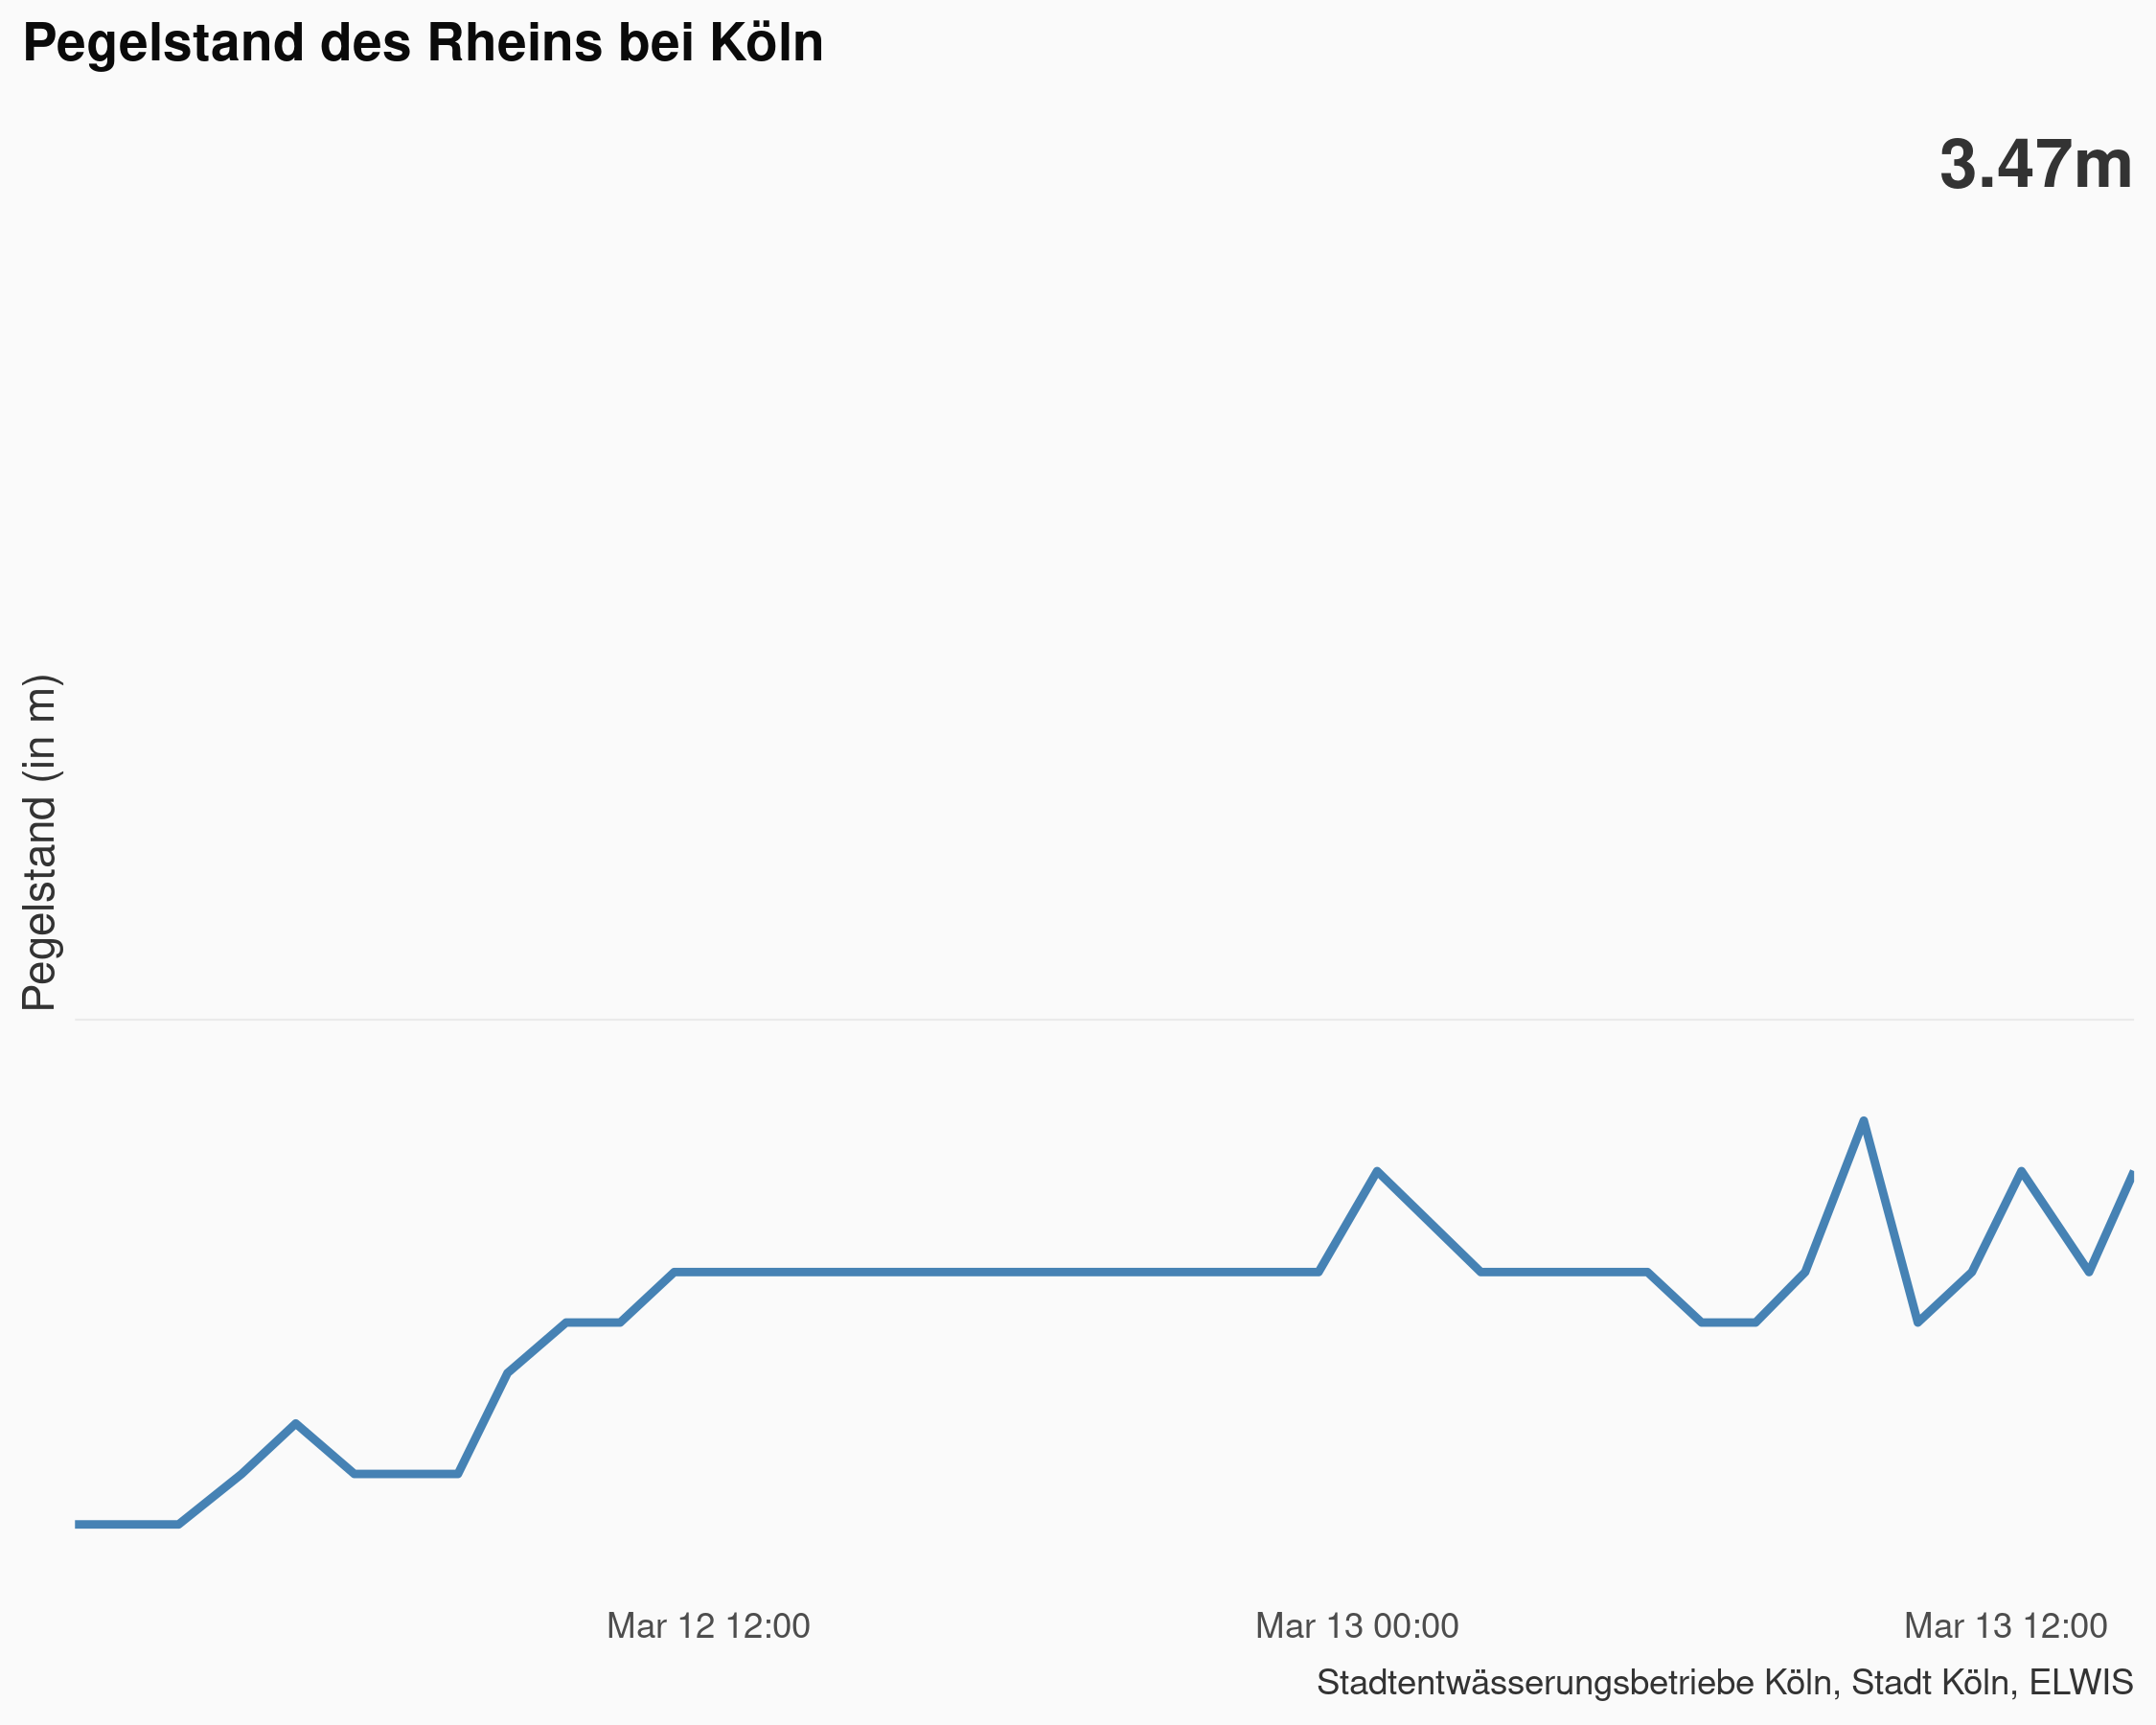 Pegelstand des Rheins bei Köln
3.47m
Pegelstand (in m)
Mar 12 12:00
Mar 13 00:00
Mar 13 12:00
Stadtentwässerungsbetriebe Köln, Stadt Köln, ELWIS